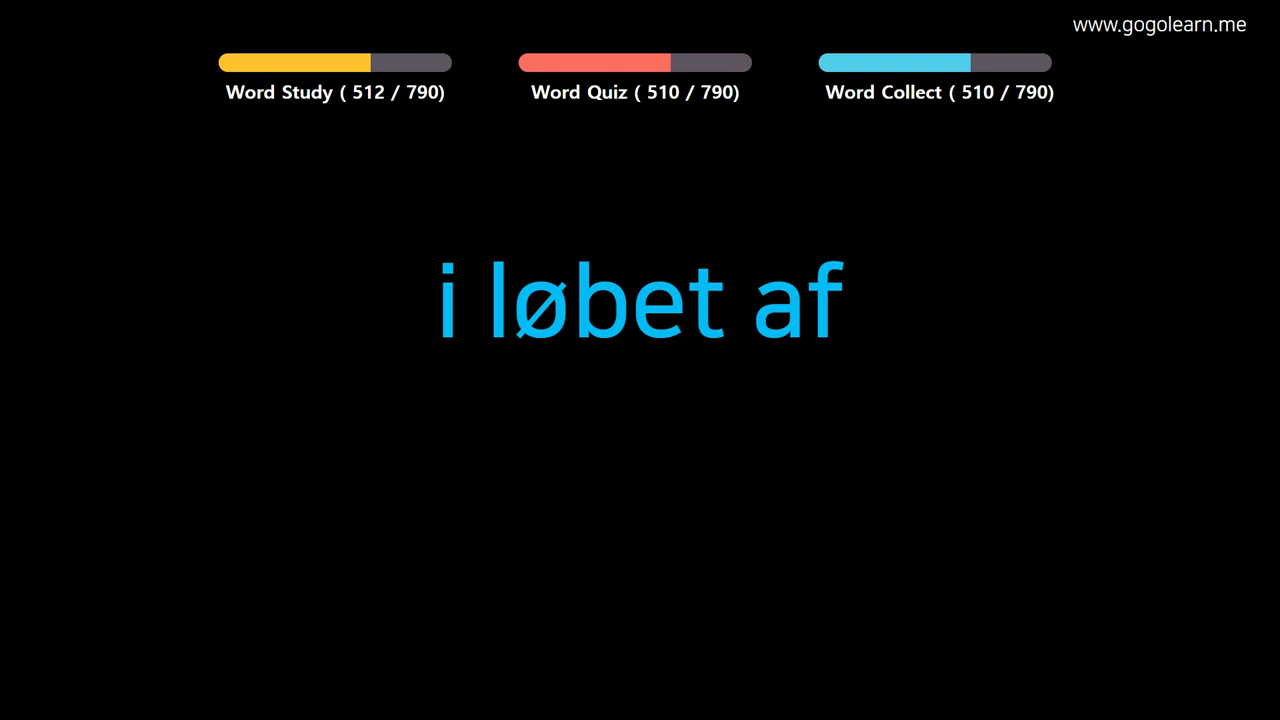 www.gogolearn.me
Word Study ( 512 / 790)
Word Quiz ( 510 / 790)
Word Collect ( 510 / 790)
i løbet af